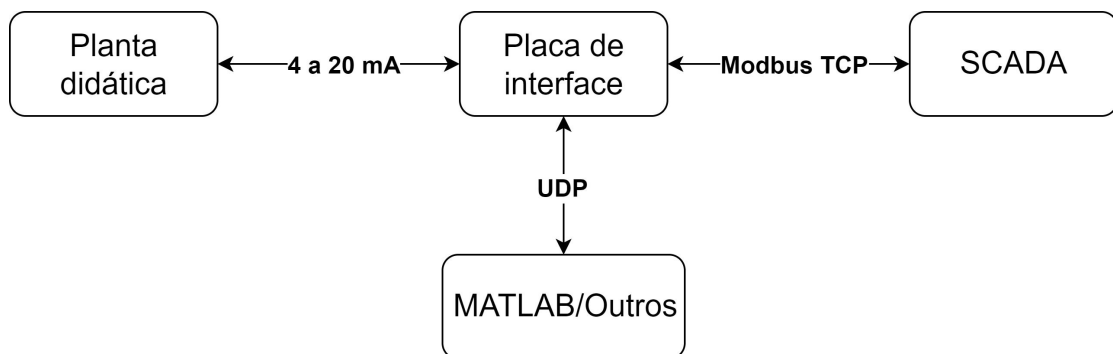 Planta
didática
4 a 20 mA
Placa de
interface
Modbus TCP
SCADA
UDP
MATLAB/Outros